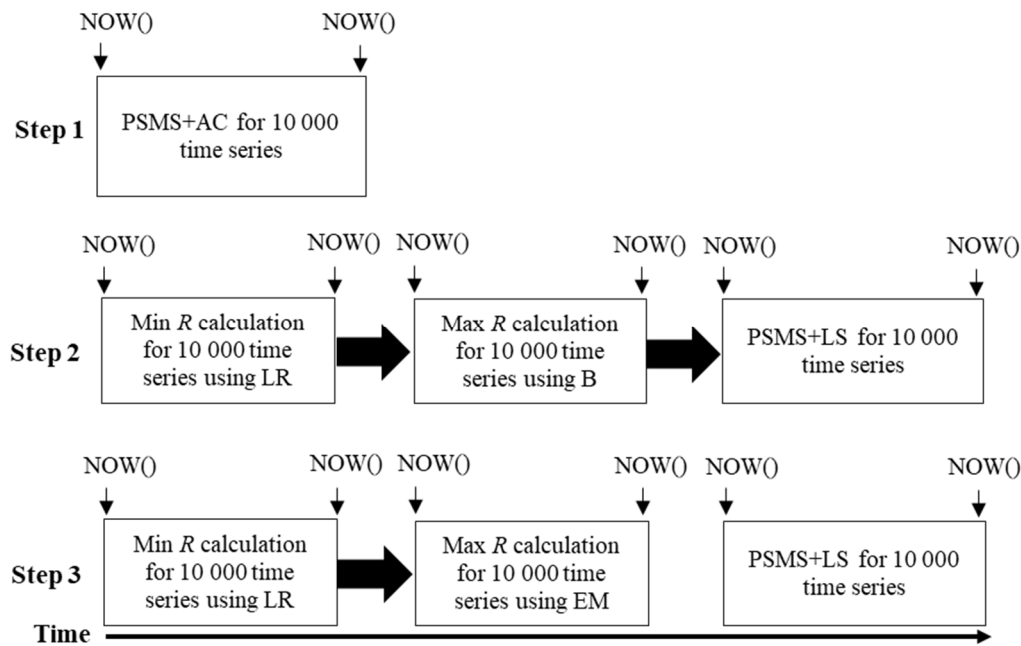 NOW() NOW()
Step 1
PSMS+AC for 10 000
time series
NOW() NOW() NOW() NOW() NOW() NOW()
Step 2
Min R calculation
for 10 000 time
series using LR
Max R calculation
for 10 000 time
series using B
PSMS+LS for 10 000
time series
NOW() NOW() NOW() NOW() NOW() NOW()
Step 3
Min R calculation
for 10 000 time
series using LR
Max R calculation
for 10 000 time
series using EM
PSMS+LS for 10 000
time series
Time